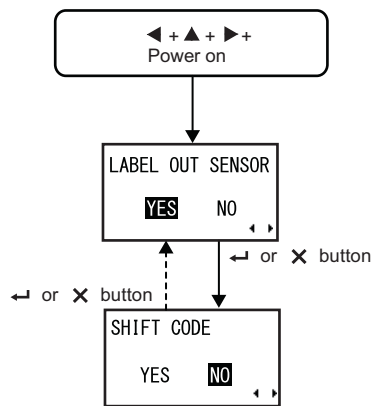 ◀ + ▲ + ▶ +
Power on
LABEL OUT SENSOR
YES NO
↵ or ✕ button
↵ or ✕ button
SHIFT CODE
YES NO